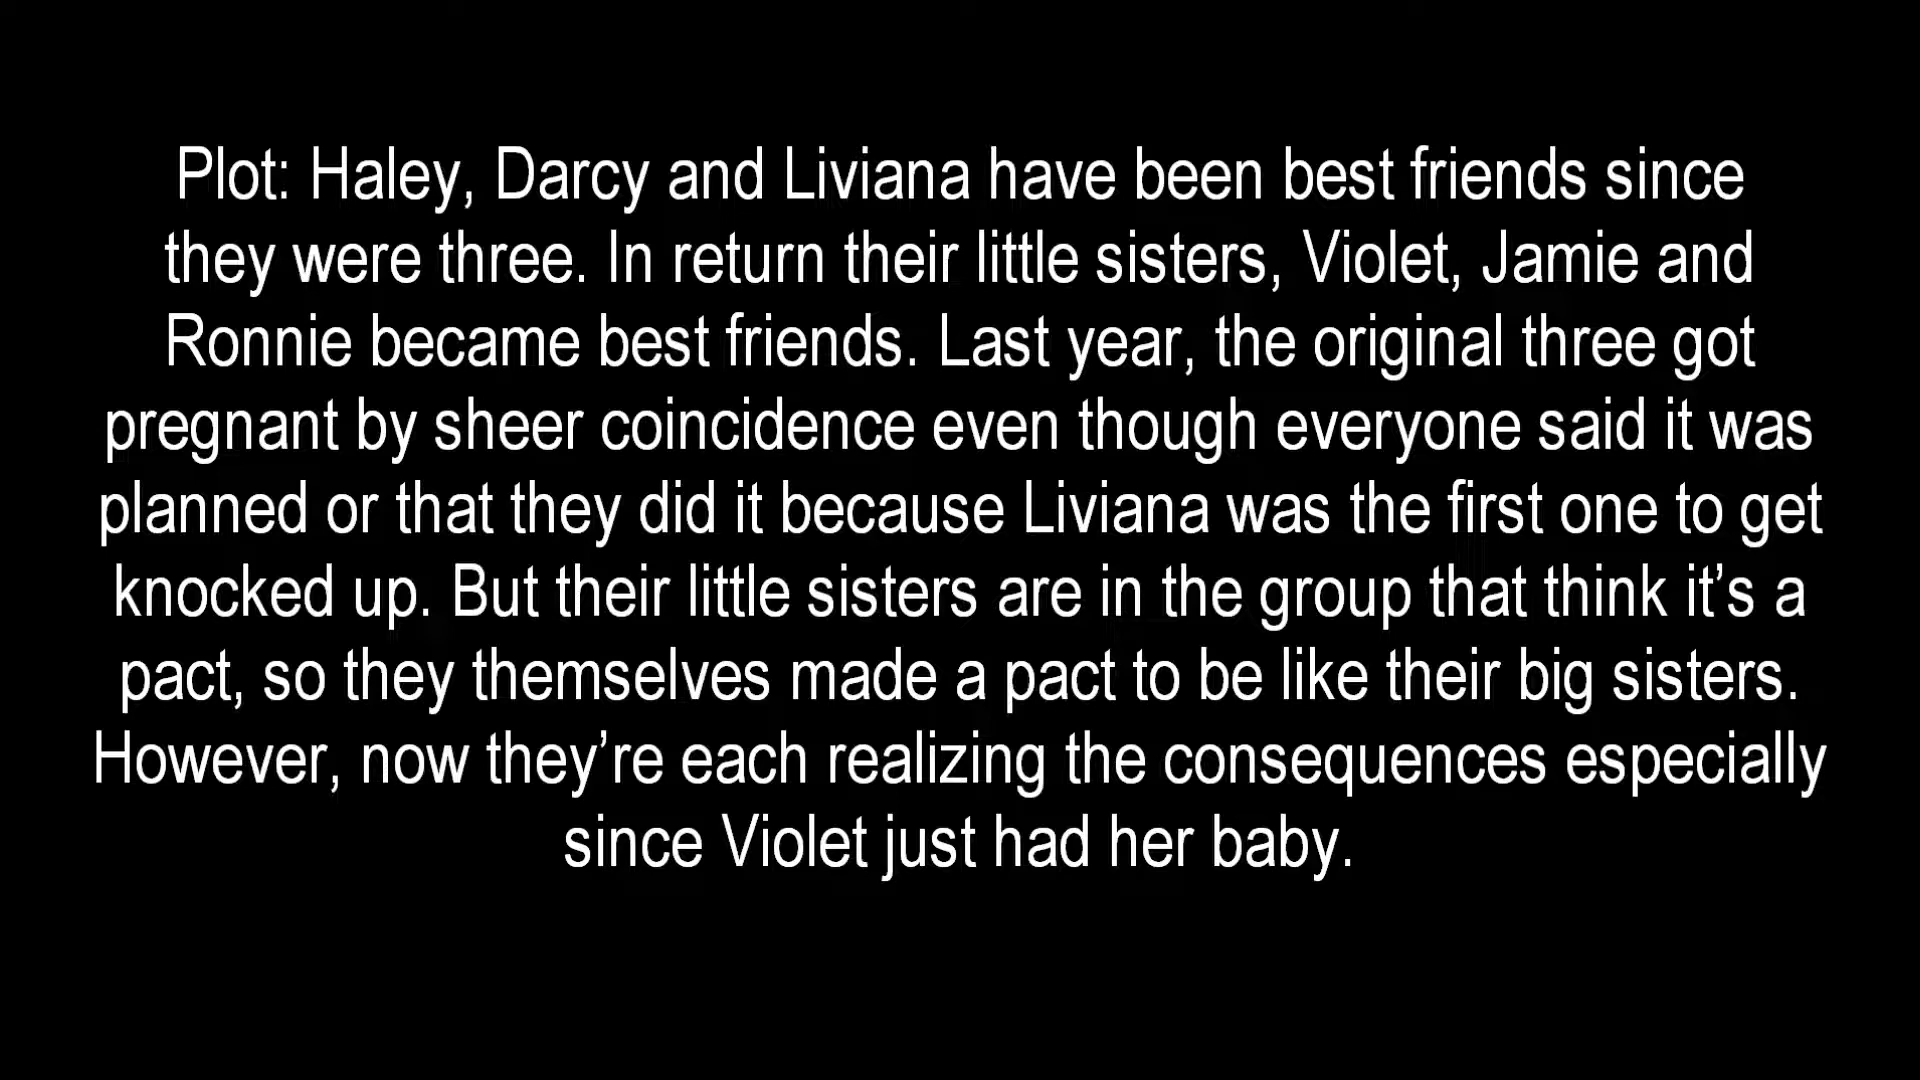 Plot: Haley, Darcy and Liviana have been best friends since
they were three. In return their little sisters, Violet, Jamie and
Ronnie became best friends. Last year, the original three got
pregnant by sheer coincidence even though everyone said it was
planned or that they did it because Liviana was the first one to get
knocked up. But their little sisters are in the group that think it’s a
pact, so they themselves made a pact to be like their big sisters.
However, now they’re each realizing the consequences especially
since Violet just had her baby.